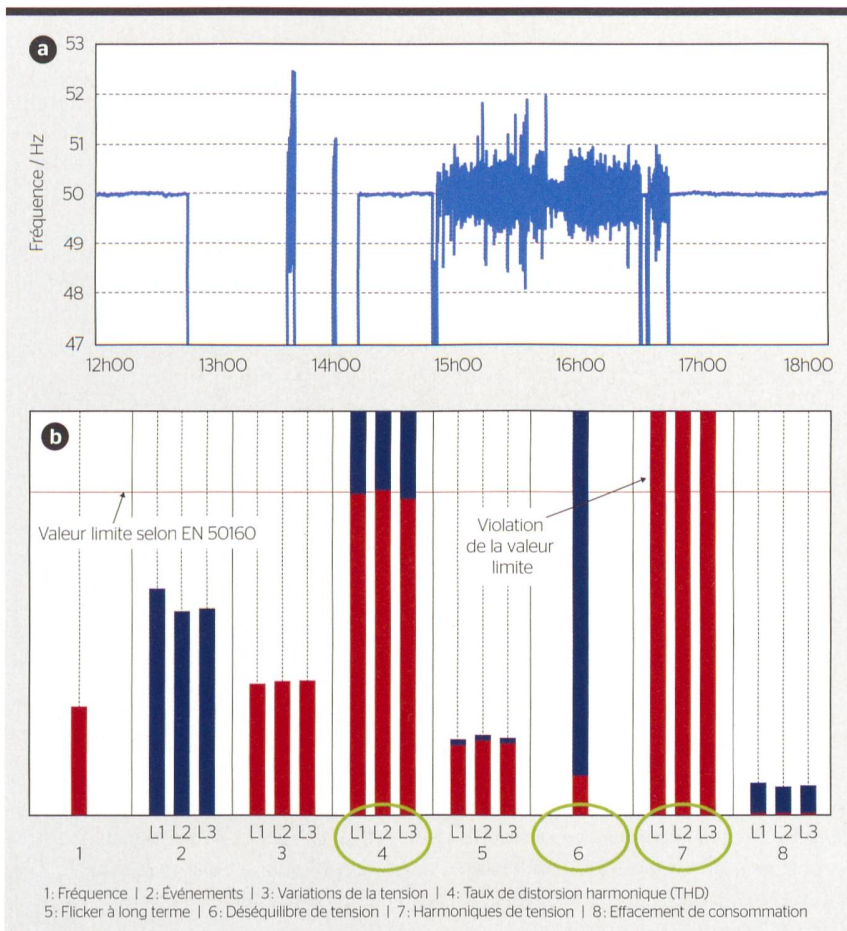 a
53
52
51
50
49
48
47
Fréquence / Hz
12h00 13h00 14h00 15h00 16h00 17h00 18h00
b
Valeur limite selon EN 50160
Violation
de la valeur
limite
L1 L2 L3 L1 L2 L3 L1 L2 L3 L1 L2 L3 L1 L2 L3 L1 L2 L3
1 2 3 4 5 6 7 8
1: Fréquence | 2: Événements | 3: Variations de la tension | 4: Taux de distorsion harmonique (THD)
5: Flicker à long terme | 6: Déséquilibre de tension | 7: Harmoniques de tension | 8: Effacement de consommation